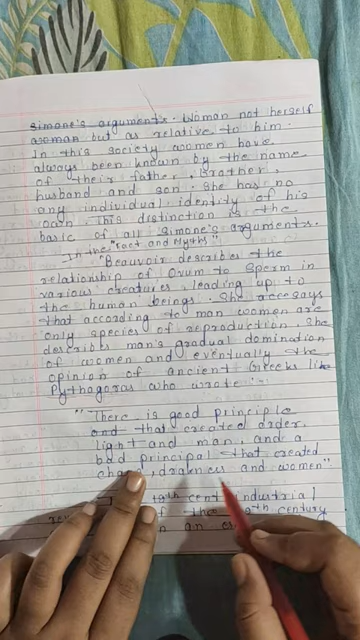 Simone's arguments. Woman not herself
woman but as relative to him.
In this society women have
always been known by the name
of their father, Brother,
husband and son. She has no
any individual identity of his
own. This distinction is the
basic of all Simone's arguments.
In the "Fact and Myths"
"Beauvoir describes the
relationship of Ovum to Sperm in
various creatures, leading up to
the human beings. She
that according to man women are
only species of reproduction. She
describes man's gradual domination
of women and eventually the
opinion of ancient Greeks like
Pythagoras who wrote :-
"There is good principle
and that created order,
light and man, and a
bad principal that created
and women"
19th cent industrial
the century
an